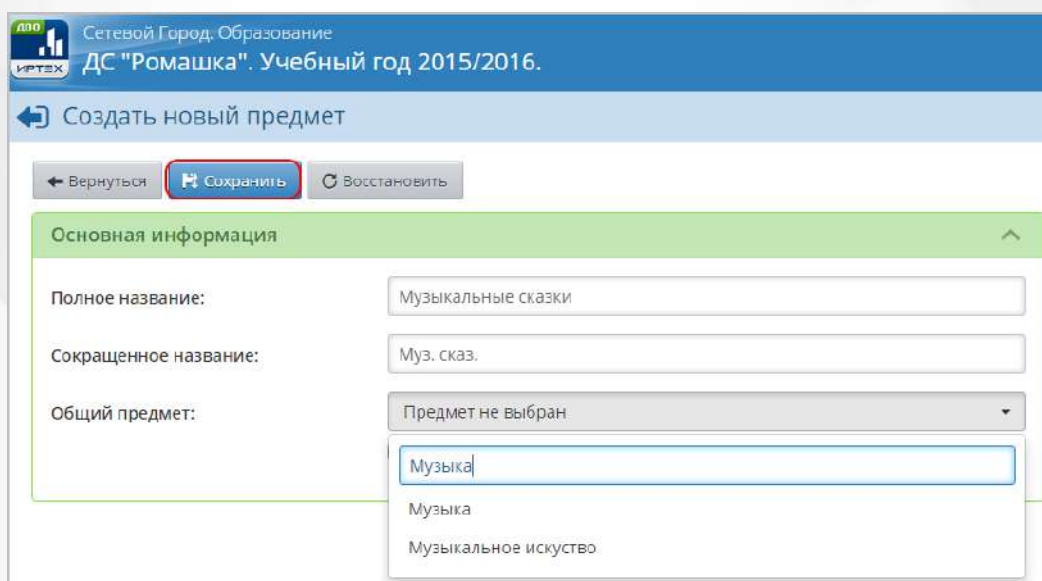 ДОО
ИРТЕХ
Сетевой Город. Образование
ДС "Ромашка". Учебный год 2015/2016.
Создать новый предмет
Вернуться Сохранить Восстановить
Основная информация
Полное название: Музыкальные сказки
Сокращенное название: Муз. сказ.
Общий предмет: Предмет не выбран
Музыка
Музыка
Музыкальное искуство